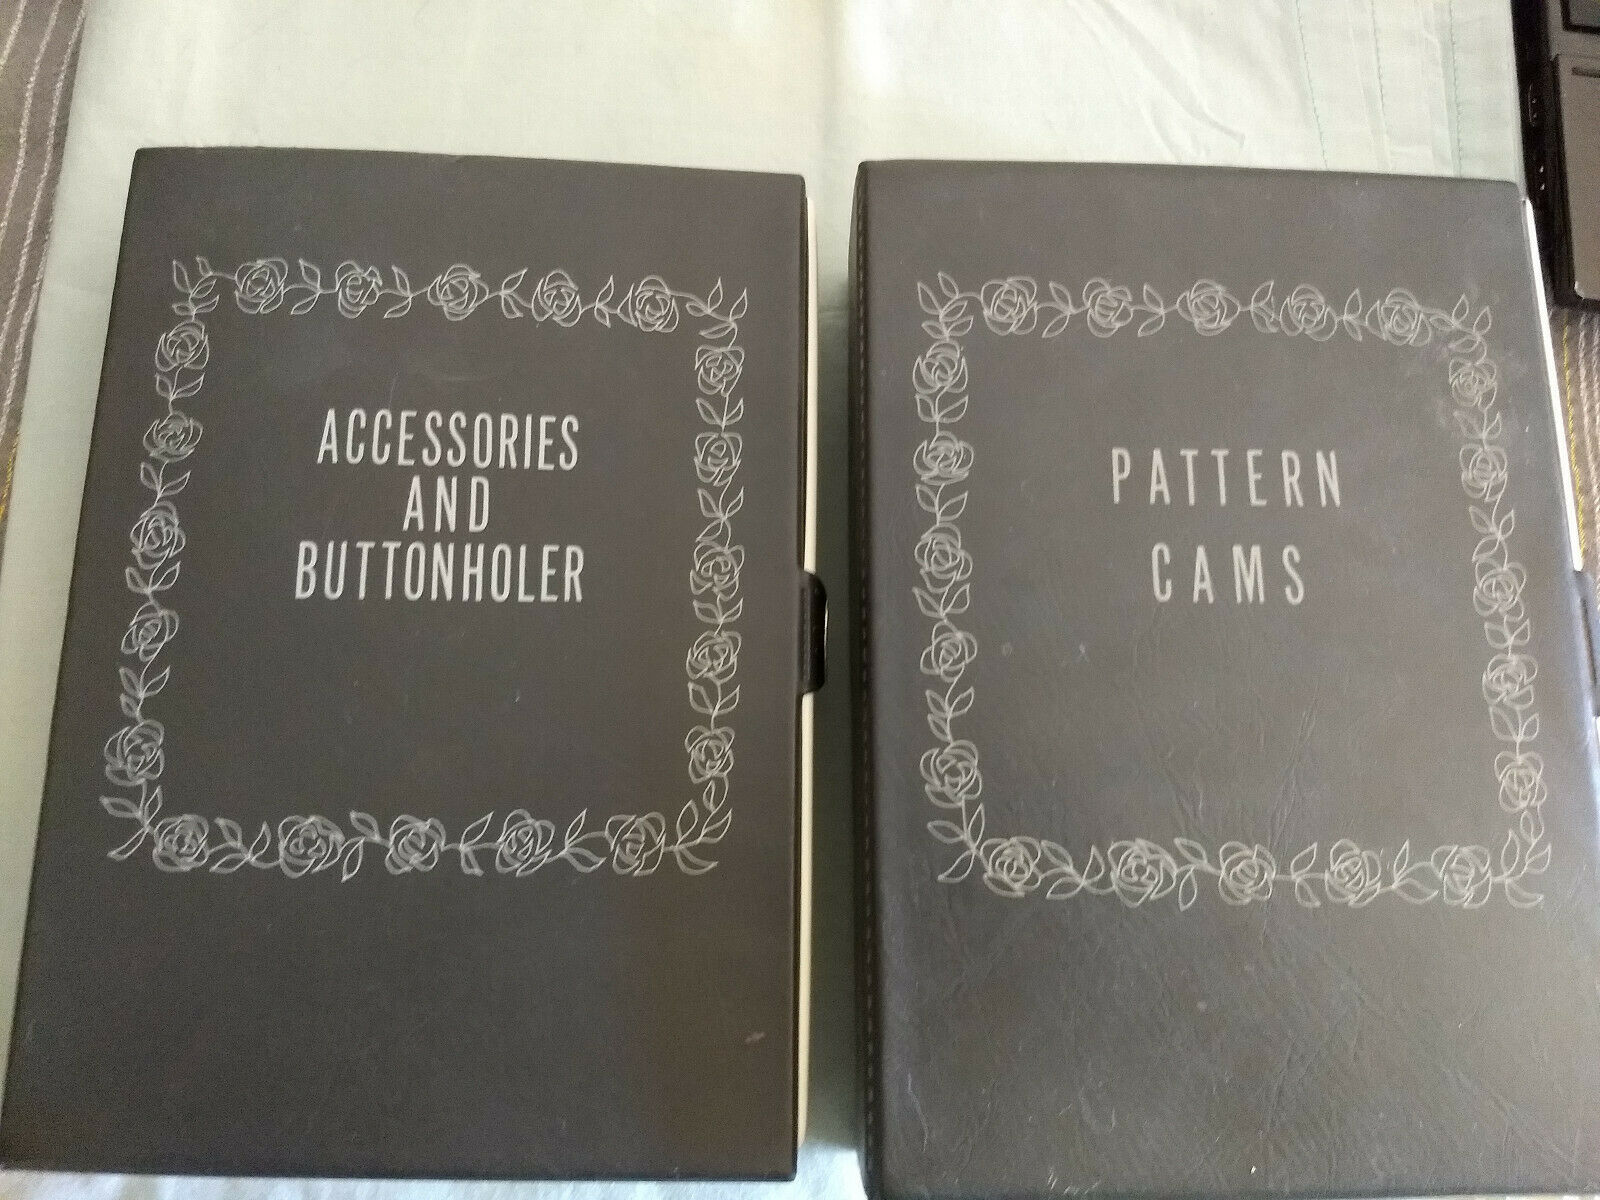 ACCESSORIES
AND
BUTTONHOLER
PATTERN
CAMS